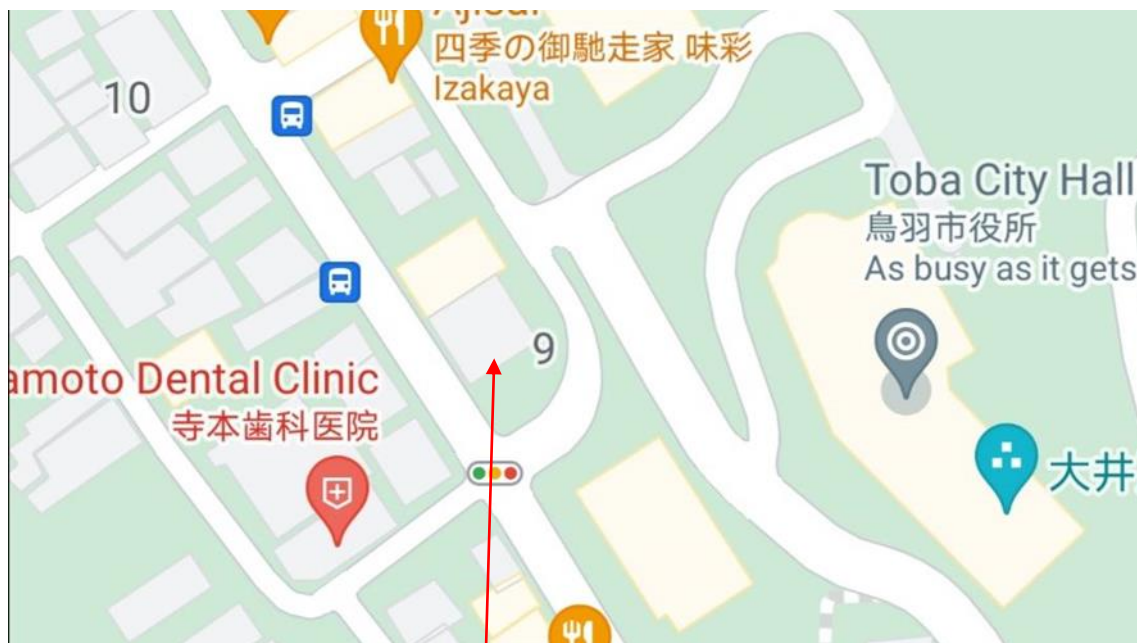 Ajisai
四季の御馳走家 味彩
Izakaya
10
Toba City Hall
鳥羽市役所
As busy as it gets
9
amoto Dental Clinic
寺本歯科医院
大井